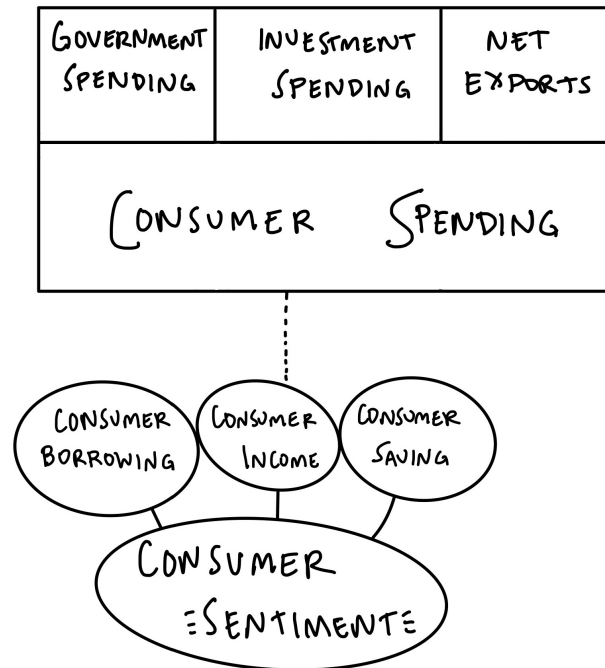 GOVERNMENT
SPENDING
INVESTMENT
SPENDING
NET
EXPORTS
CONSUMER SPENDING
CONSUMER
BORROWING
CONSUMER
INCOME
CONSUMER
SAVING
CONSUMER
SENTIMENT